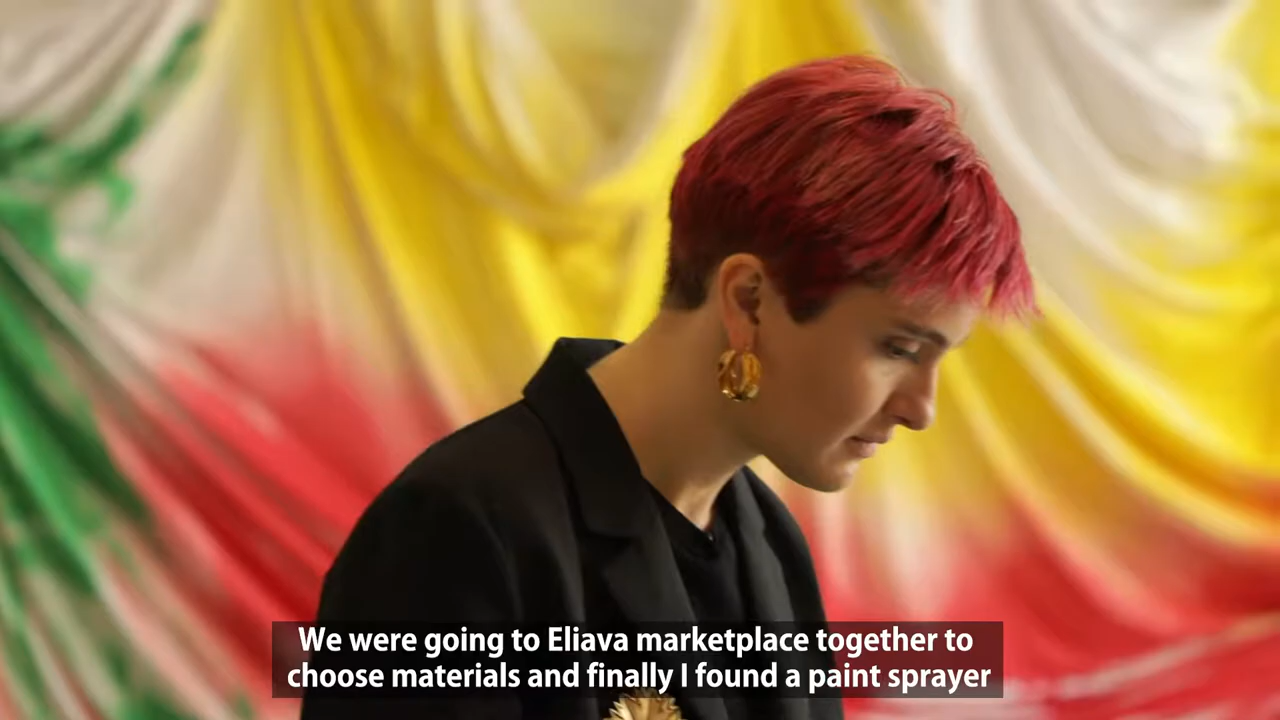 We were going to Eliava marketplace together to
choose materials and finally I found a paint sprayer